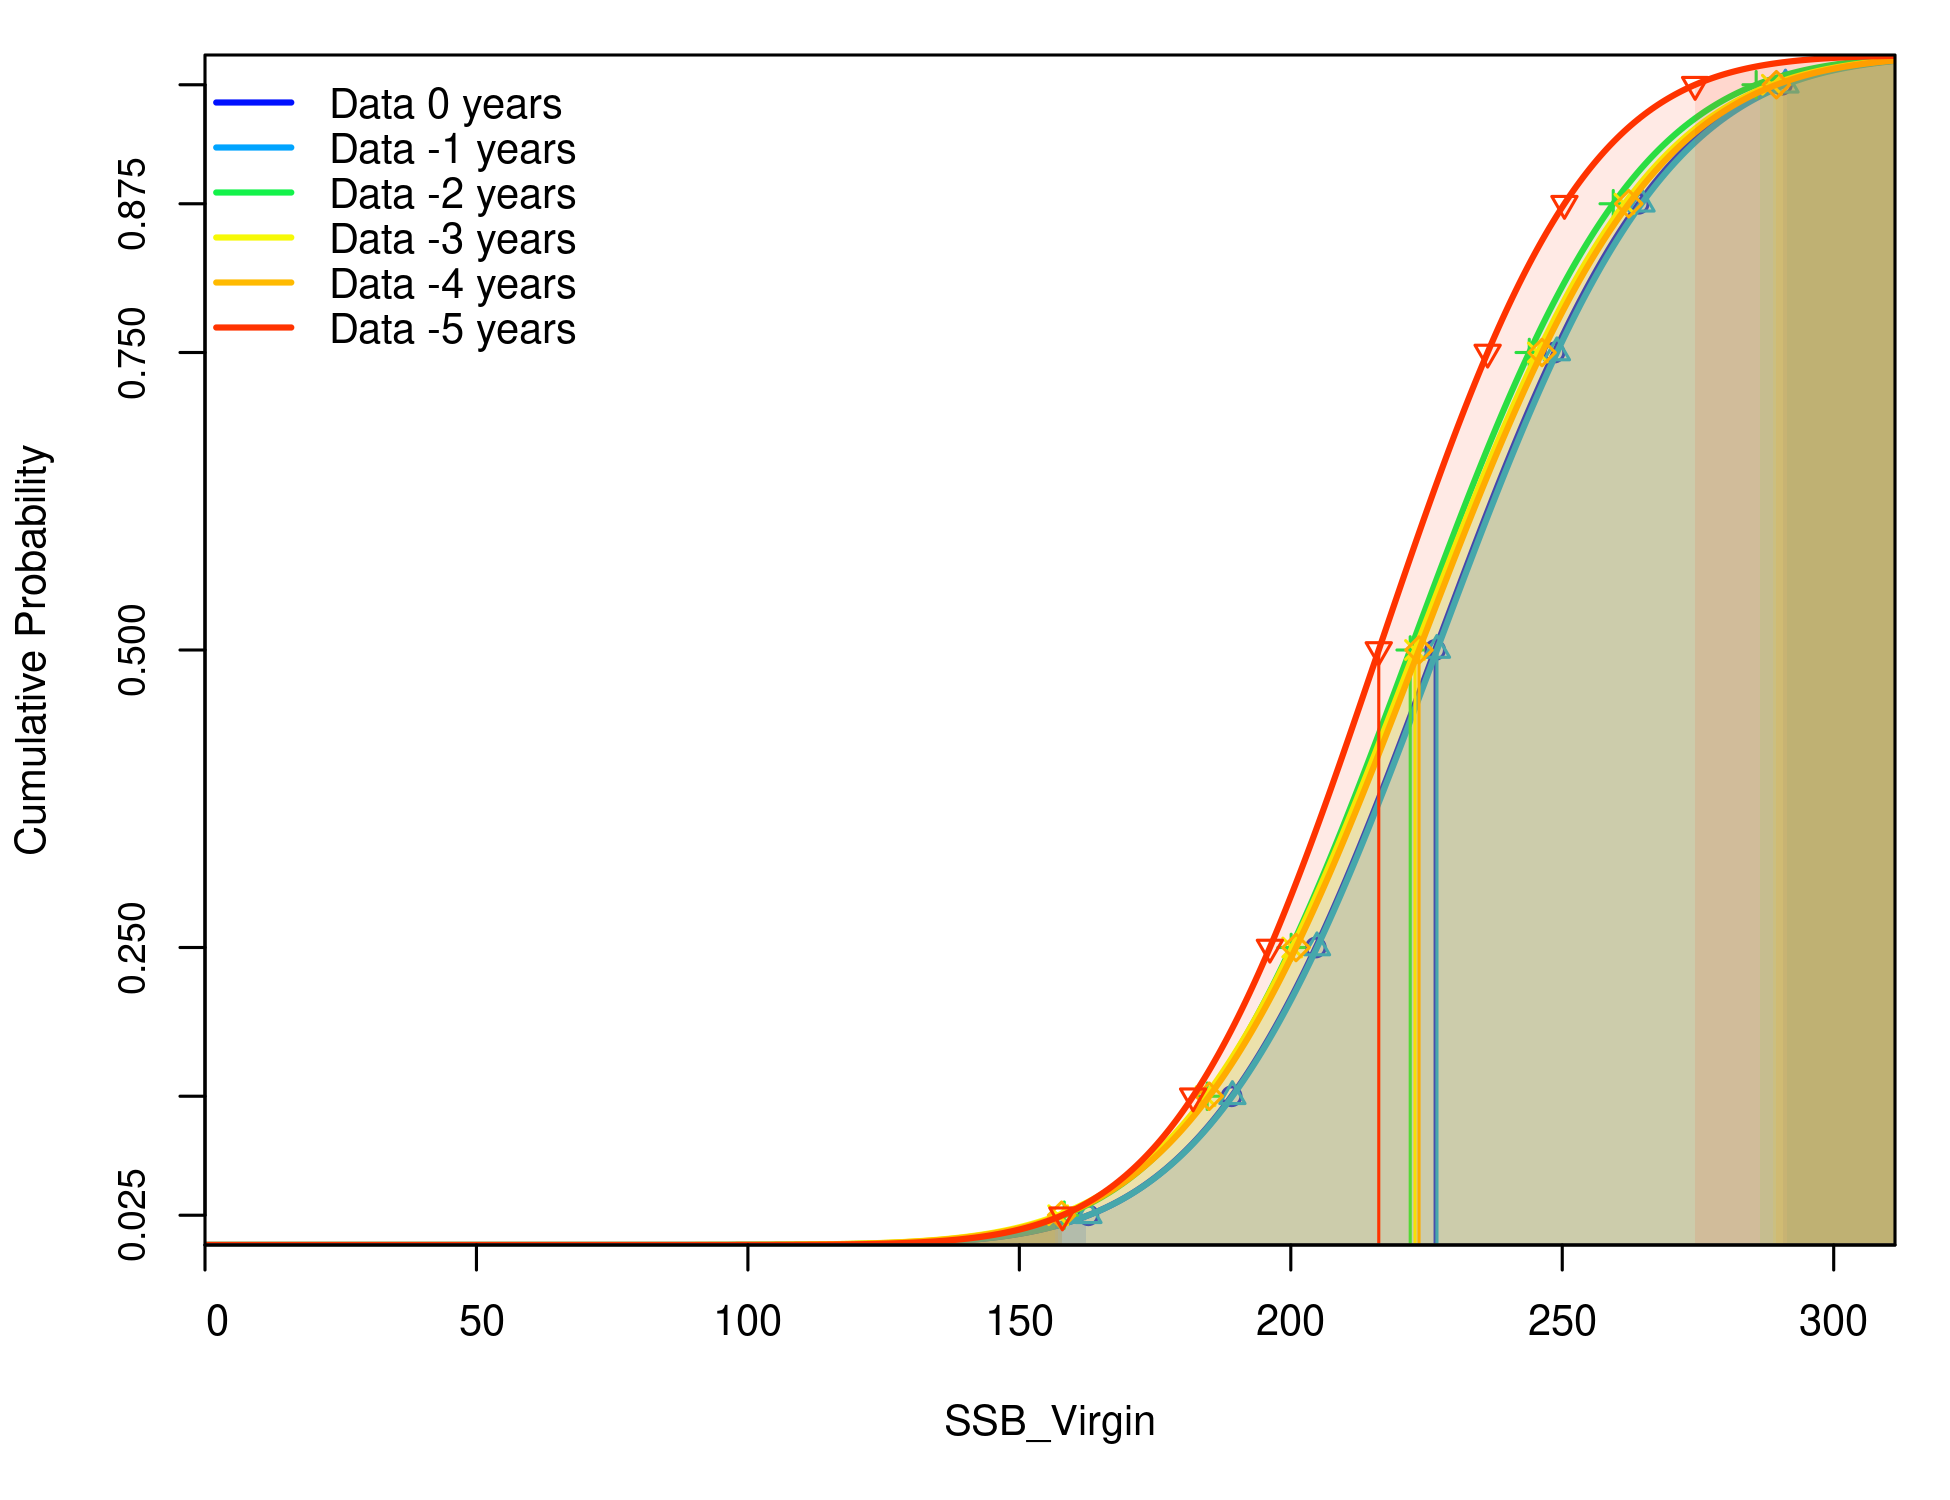 Data 0 years
Data -1 years
Data -2 years
Data -3 years
Data -4 years
Data -5 years
Cumulative Probability
0.875
0.750
0.500
0.250
0.025
0 50 100 150 200 250 300
SSB_Virgin